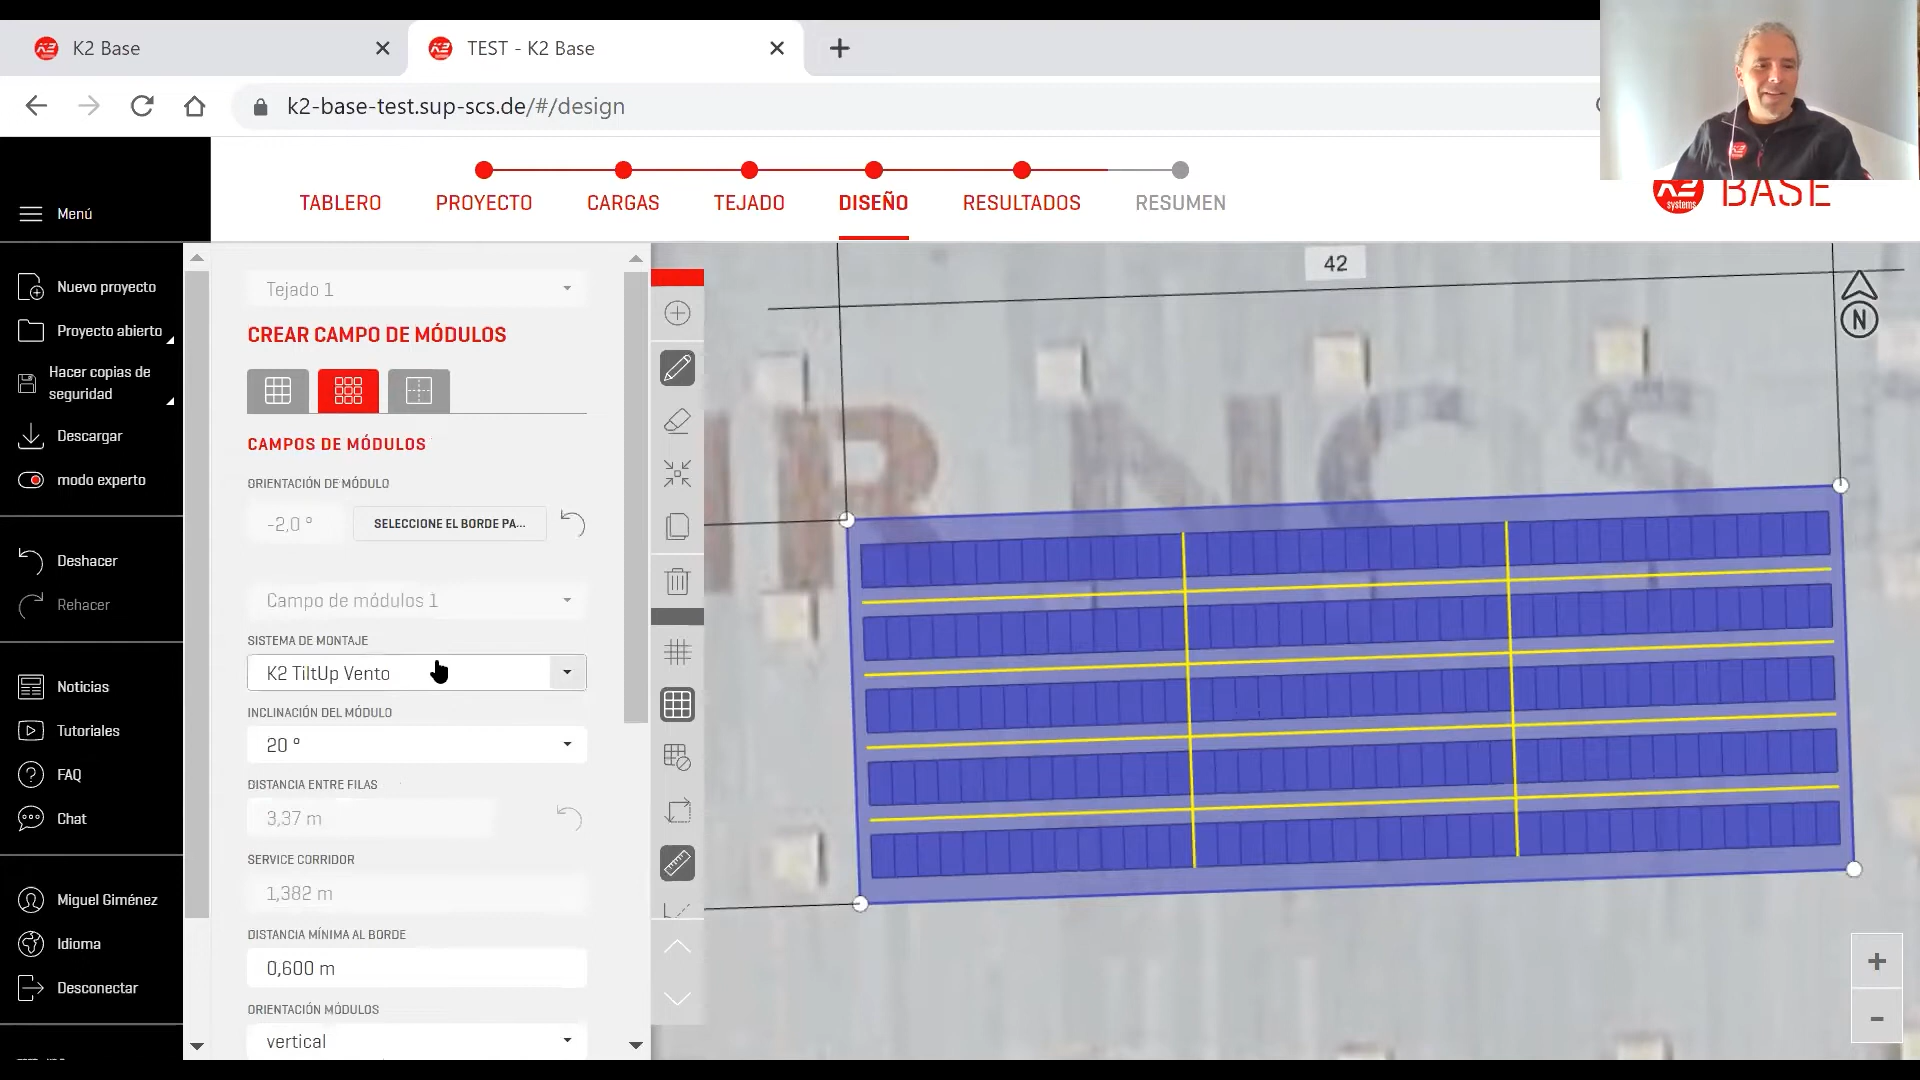 K2 Base
TEST - K2 Base
k2-base-test.sup-scs.de/#/design
Menú
TABLERO
PROYECTO
CARGAS
TEJADO
DISEÑO
RESULTADOS
RESUMEN
K2
systems
BASE
Nuevo proyecto
Proyecto abierto
Hacer copias de
seguridad
Descargar
modo experto
Deshacer
Rehacer
Noticias
Tutoriales
FAQ
Chat
Miguel Giménez
Idioma
Desconectar
Tejado 1
CREAR CAMPO DE MÓDULOS
CAMPOS DE MÓDULOS
ORIENTACIÓN DE MÓDULO
-2,0 °
SELECCIONE EL BORDE PA...
Campo de módulos 1
SISTEMA DE MONTAJE
K2 TiltUp Vento
INCLINACIÓN DEL MÓDULO
20 °
DISTANCIA ENTRE FILAS
3,37 m
SERVICE CORRIDOR
1,382 m
DISTANCIA MÍNIMA AL BORDE
0,600 m
ORIENTACIÓN MÓDULOS
vertical
42
N